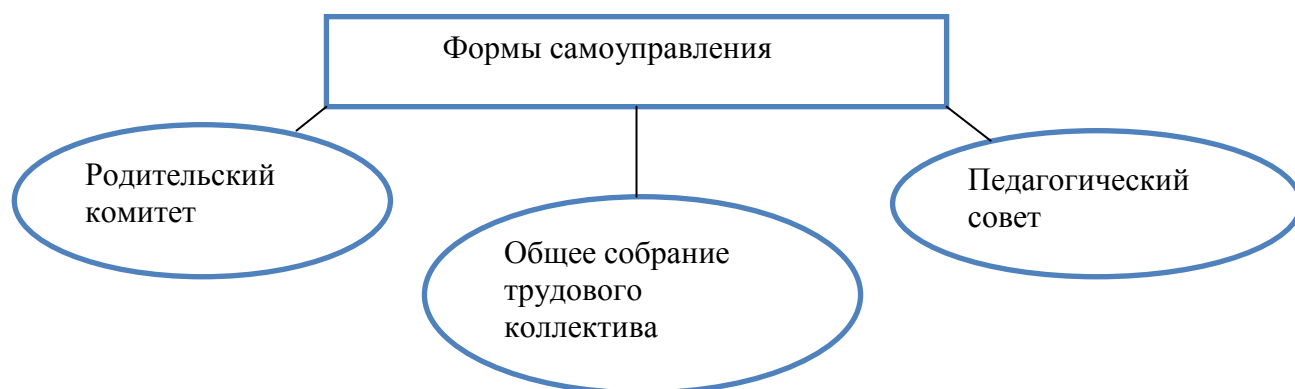 Формы самоуправления
Родительский
комитет
Общее собрание
трудового
коллектива
Педагогический
совет